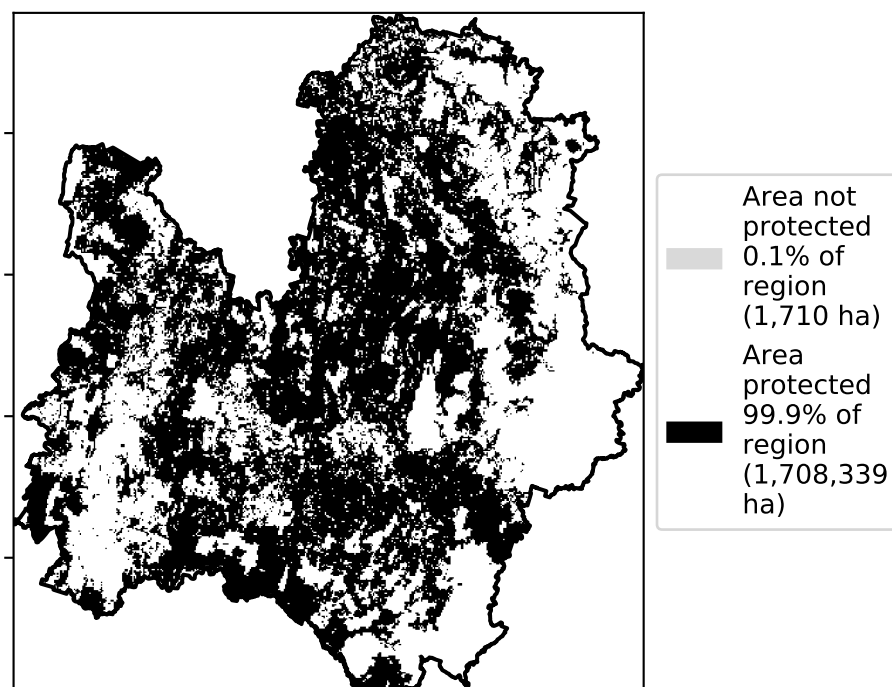 Area not
protected
0.1% of
region
(1,710 ha)
Area
protected
99.9% of
region
(1,708,339
ha)